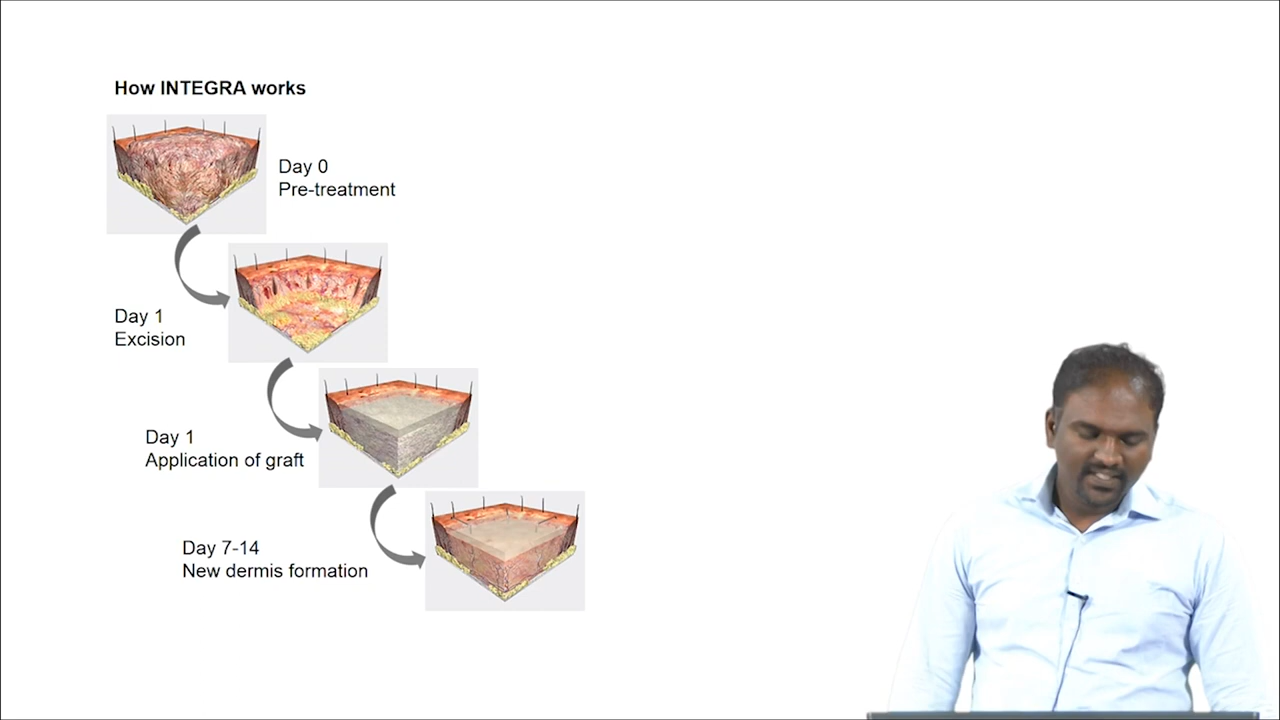 How INTEGRA works
Day 0
Pre-treatment
Day 1
Excision
Day 1
Application of graft
Day 7-14
New dermis formation